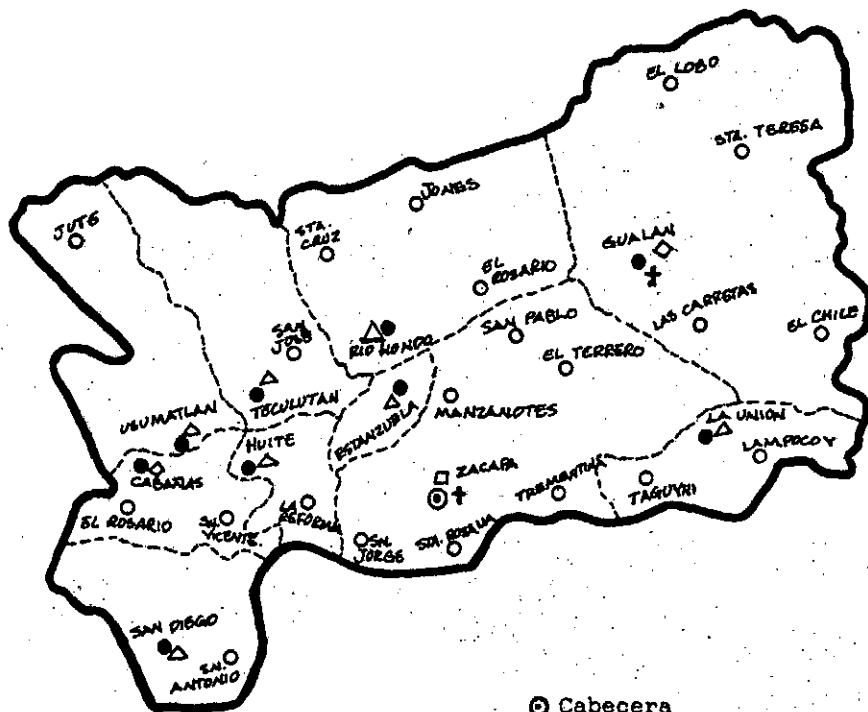 EL LOBO
STA. TERESA
JONES
JUTE
STA.
CRUZ
GUALAN
EL
ROSARIO
SAN PABLO
LAS CARRETAS
EL CHILE
SAN
JOSE
RIO HONDO
EL TERRERO
TECULUTAN
MANZANOTES
ESTANZUELA
USUMATLAN
HUITE
LA UNION
LAMPOCOY
CABAÑAS
ZACAPA
EL ROSARIO
SN.
VICENTE
LA
REFORMA
TREMENTINA
TAGUYNI
SN.
JORGE
STA. ROSALIA
SAN DIEGO
SN.
ANTONIO
Cabecera